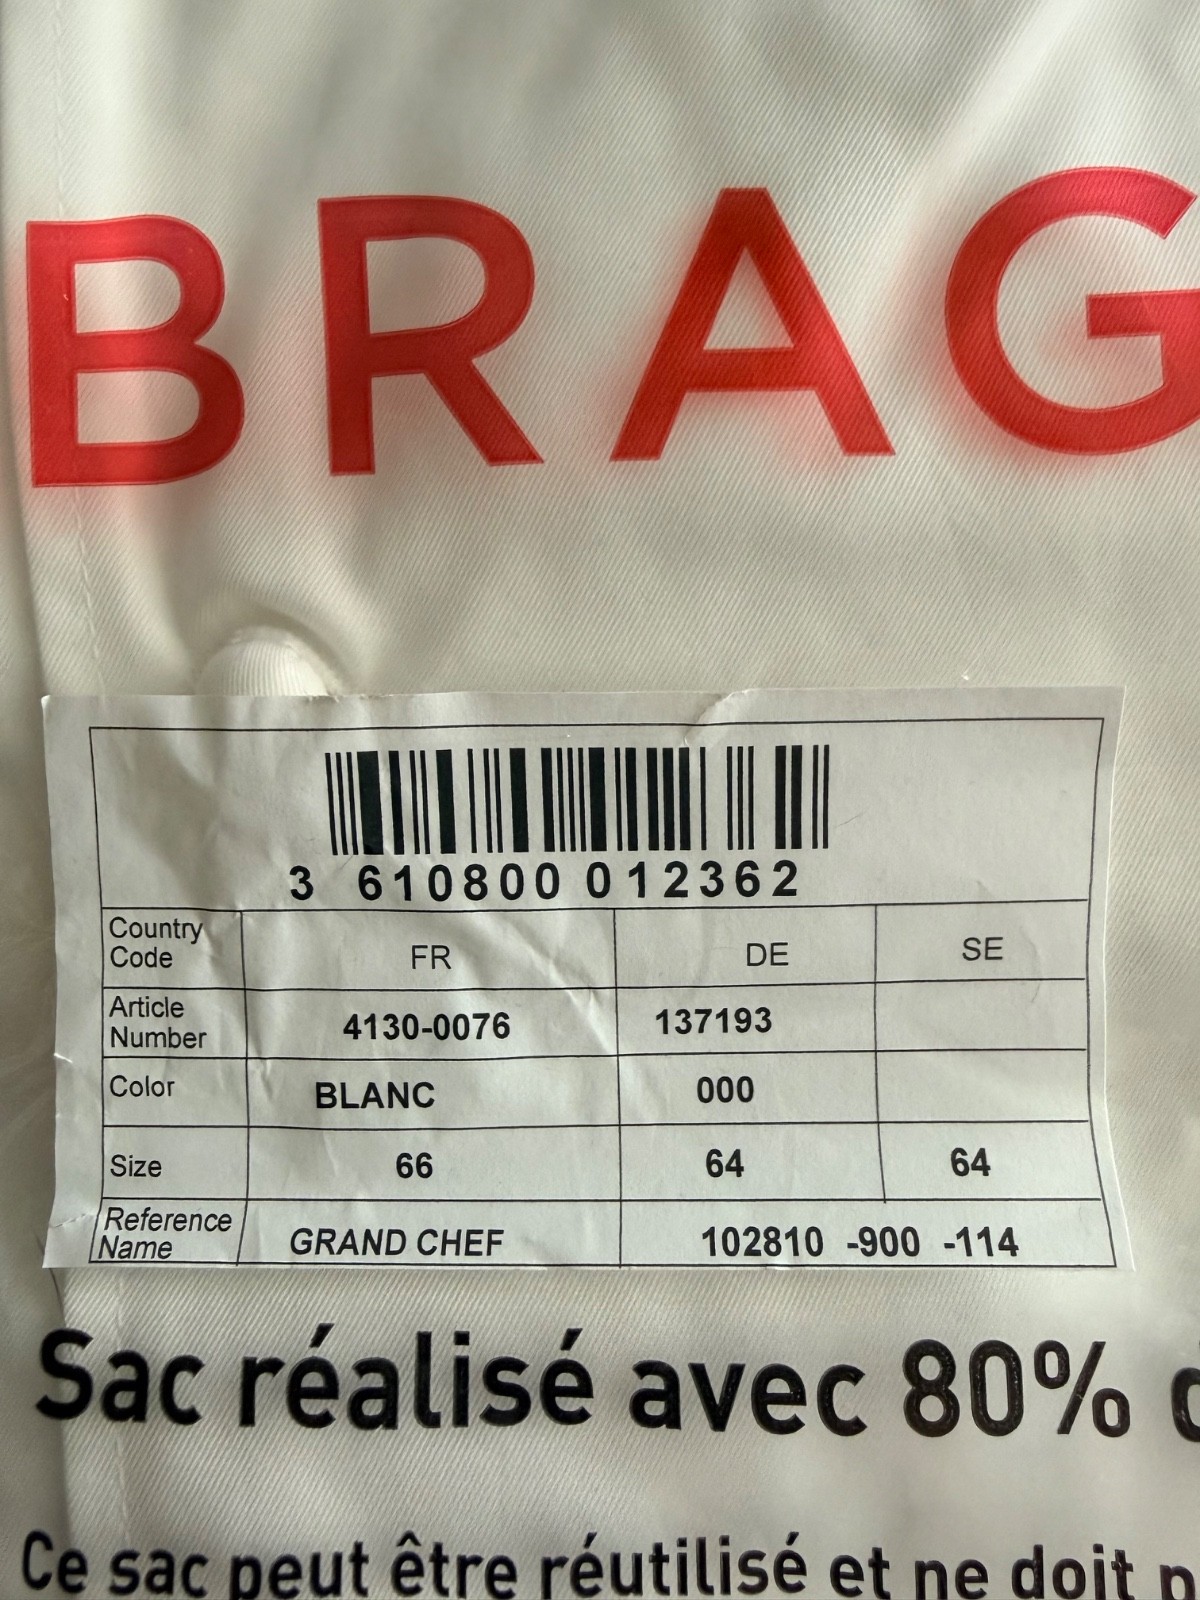 BRAG
3 610800 012362
Country Code FR DE SE
Article Number 4130-0076 137193
Color BLANC 000
Size 66 64 64
Reference Name GRAND CHEF 102810 -900 -114
Sac réalisé avec 80%
Ce sac peut être réutilisé et ne doit